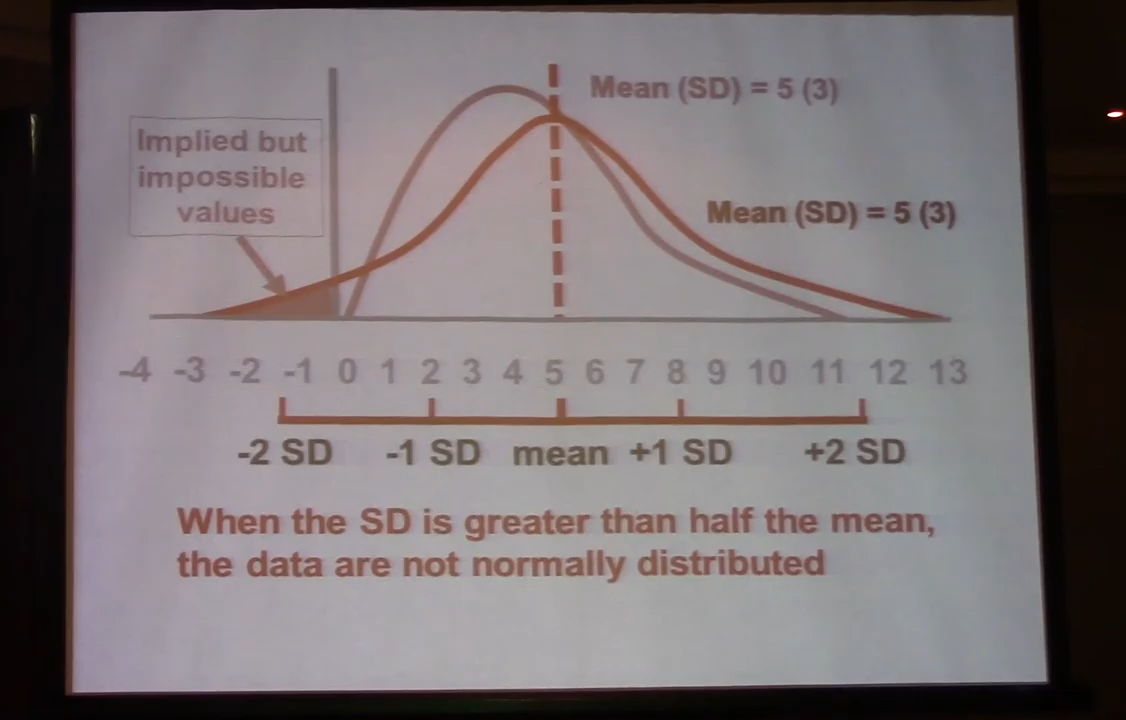 Mean (SD) = 5 (3)
Implied but
impossible
values
Mean (SD) = 5 (3)
-4 -3 -2 -1 0 1 2 3 4 5 6 7 8 9 10 11 12 13
-2 SD -1 SD mean +1 SD +2 SD
When the SD is greater than half the mean,
the data are not normally distributed